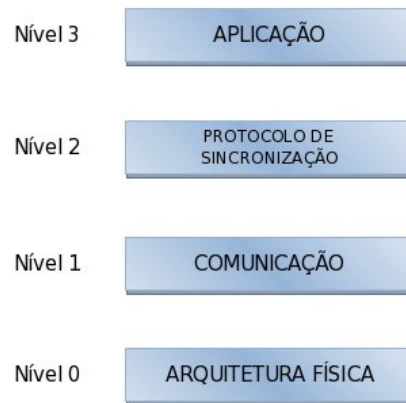 Nível 3 APLICAÇÃO
Nível 2 PROTOCOLO DE
SINCRONIZAÇÃO
Nível 1 COMUNICAÇÃO
Nível 0 ARQUITETURA FÍSICA